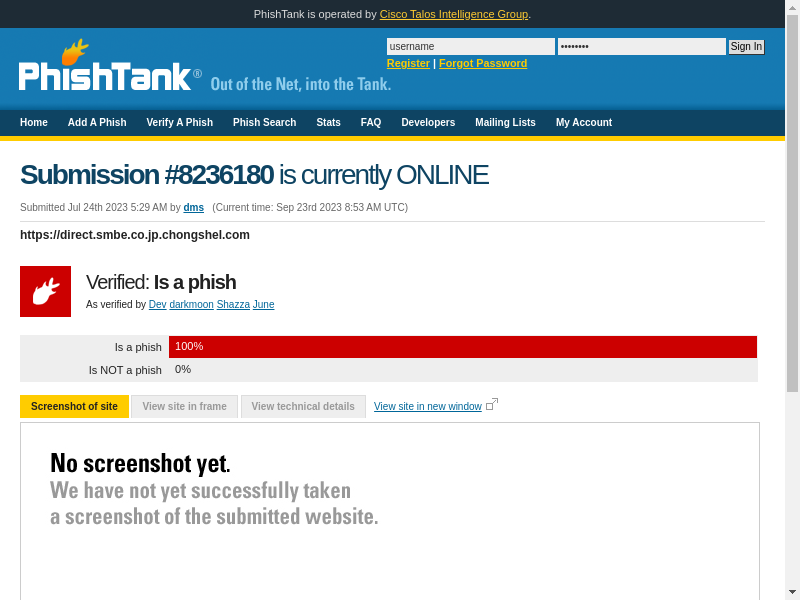 PhishTank is operated by Cisco Talos Intelligence Group.
username
••••••••
Sign In
Register | Forgot Password
PhishTank®
Out of the Net, into the Tank.
Home Add A Phish Verify A Phish Phish Search Stats FAQ Developers Mailing Lists My Account
Submission #8236180 is currently ONLINE
Submitted Jul 24th 2023 5:29 AM by dms (Current time: Sep 23rd 2023 8:53 AM UTC)
https://direct.smbe.co.jp.chongshel.com
Verified: Is a phish
As verified by Dev darkmoon Shazza June
Is a phish 100%
Is NOT a phish 0%
Screenshot of site View site in frame View technical details View site in new window
No screenshot yet.
We have not yet successfully taken
a screenshot of the submitted website.